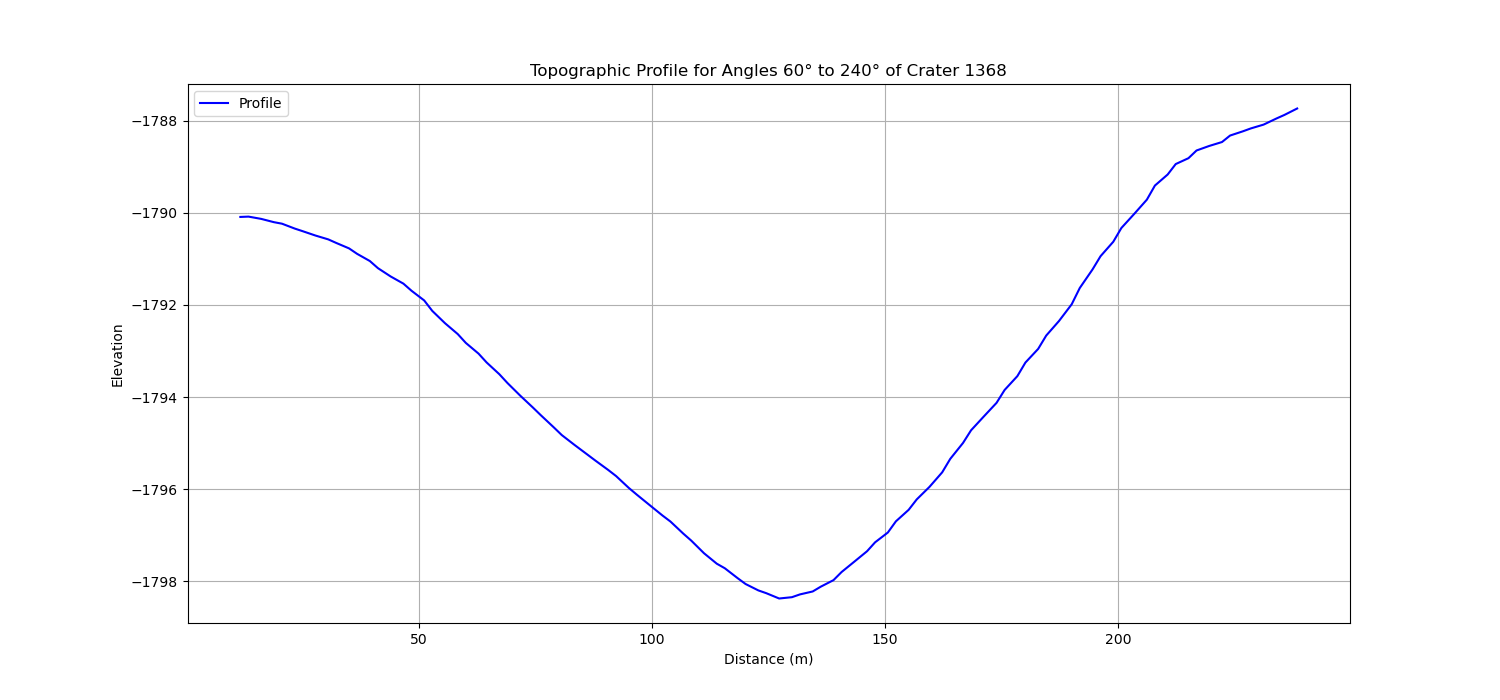 Topographic Profile for Angles 60° to 240° of Crater 1368
Profile
−1788
−1790
−1792
−1794
−1796
−1798
Elevation
50
100
150
200
Distance (m)